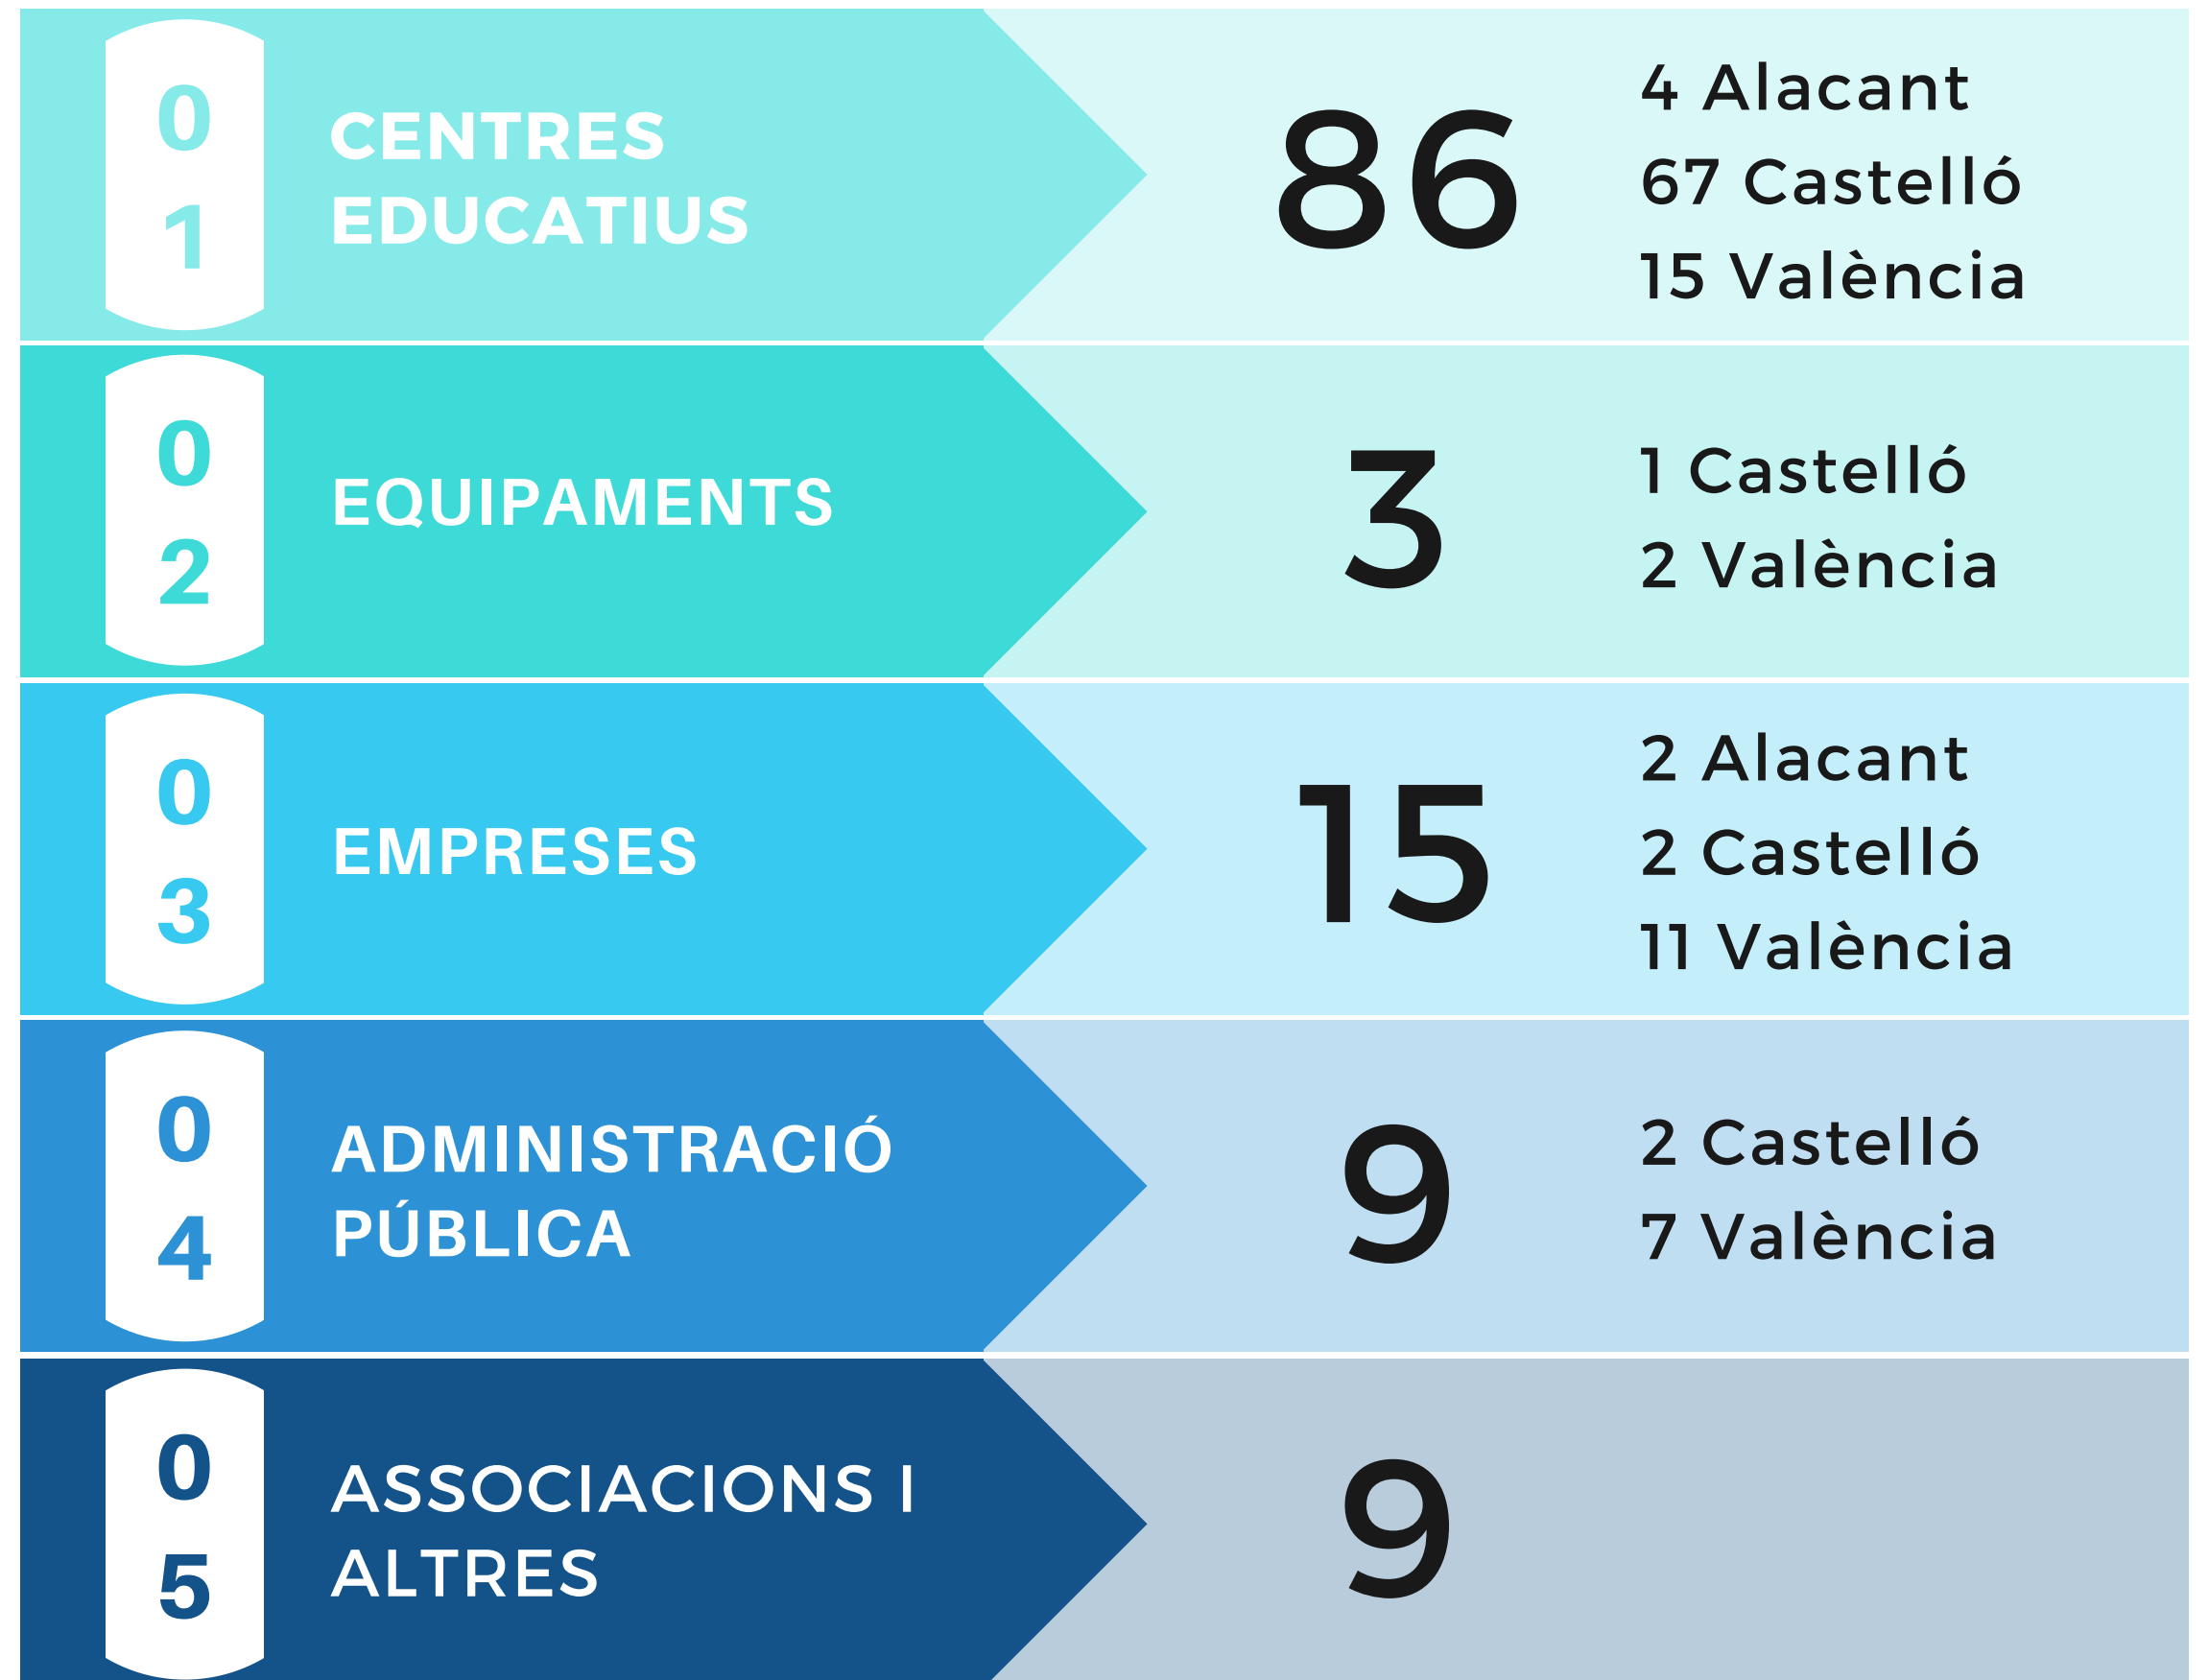 01
CENTRES
EDUCATIUS
86
4 Alacant
67 Castelló
15 València
02
EQUIPAMENTS
3
1 Castelló
2 València
03
EMPRESES
15
2 Alacant
2 Castelló
11 València
04
ADMINISTRACIÓ
PÚBLICA
9
2 Castelló
7 València
05
ASSOCIACIONS I
ALTRES
9